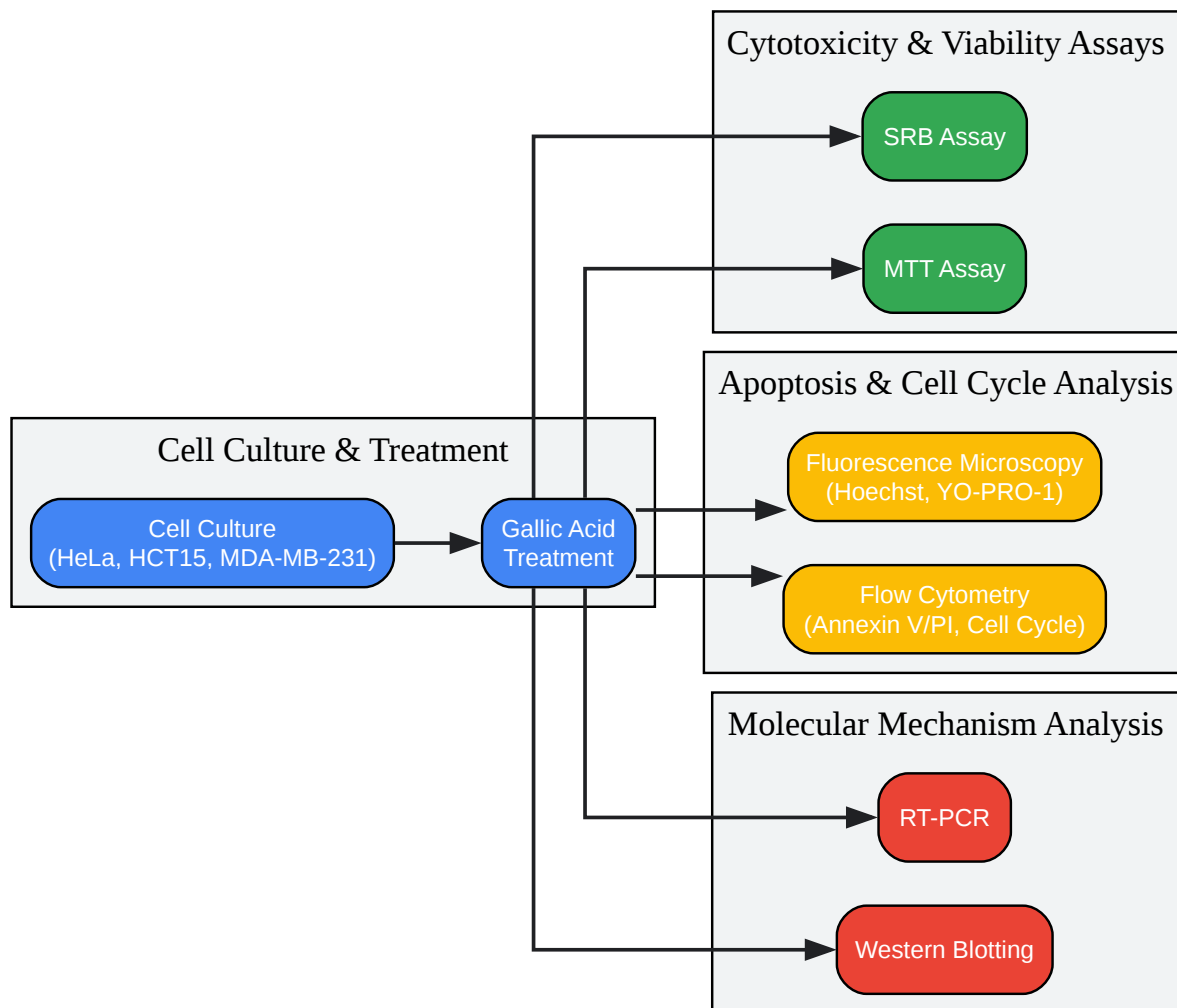 Cytotoxicity & Viability Assays
SRB Assay
MTT Assay
Apoptosis & Cell Cycle Analysis
Fluorescence Microscopy
(Hoechst, YO-PRO-1)
Flow Cytometry
(Annexin V/PI, Cell Cycle)
Cell Culture & Treatment
Cell Culture
(HeLa, HCT15, MDA-MB-231)
Gallic Acid
Treatment
Molecular Mechanism Analysis
RT-PCR
Western Blotting